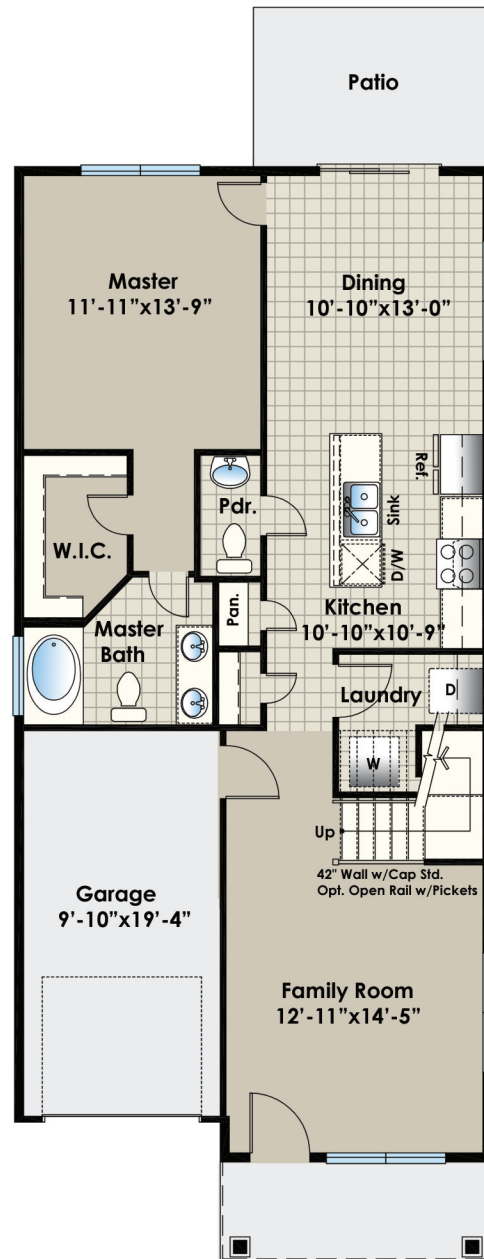 Patio
Master
11'-11"x13'-9"
Dining
10'-10"x13'-0"
Ref.
Pdr.
Sink
W.I.C.
D/W
Pan.
Kitchen
10'-10"x10'-9"
Master
Bath
Laundry
D
W
Up
42" Wall w/Cap Std.
Opt. Open Rail w/Pickets
Garage
9'-10"x19'-4"
Family Room
12'-11"x14'-5"